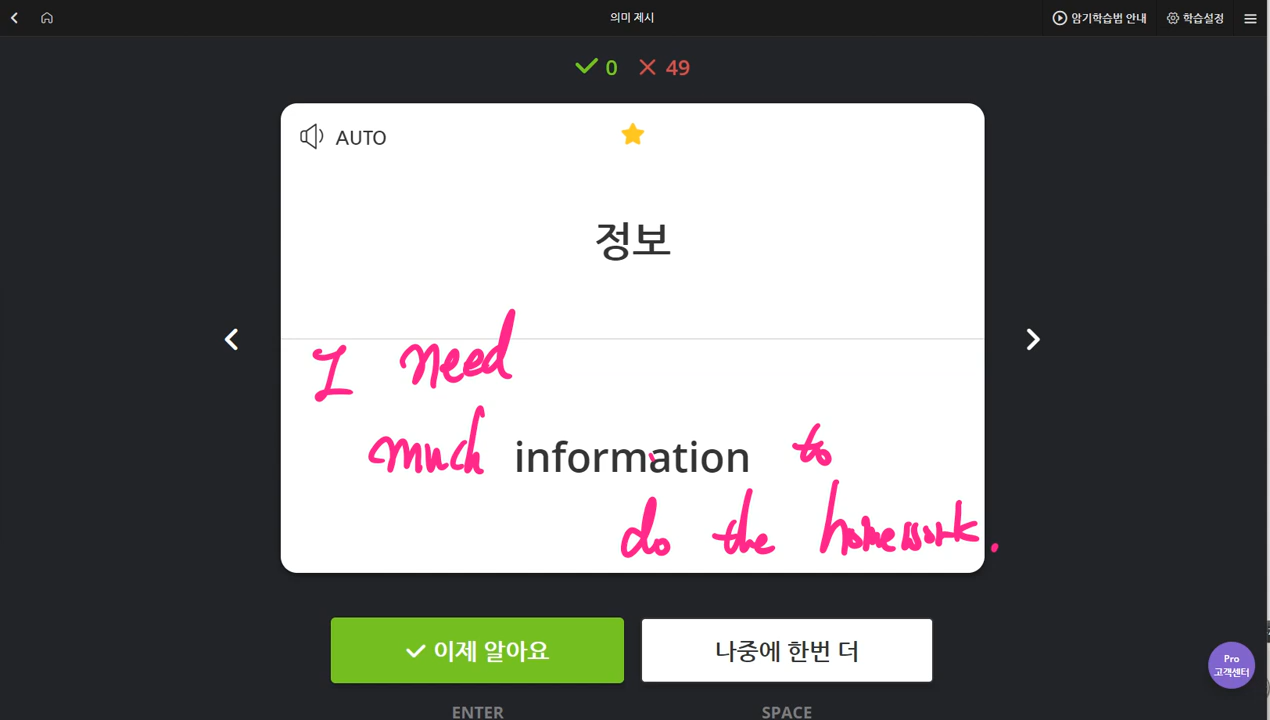 의미 제시
암기학습법 안내
학습설정
0
49
AUTO
정보
I need
much information to
do the homework.
이제 알아요
나중에 한번 더
ENTER
SPACE
Pro
고객센터